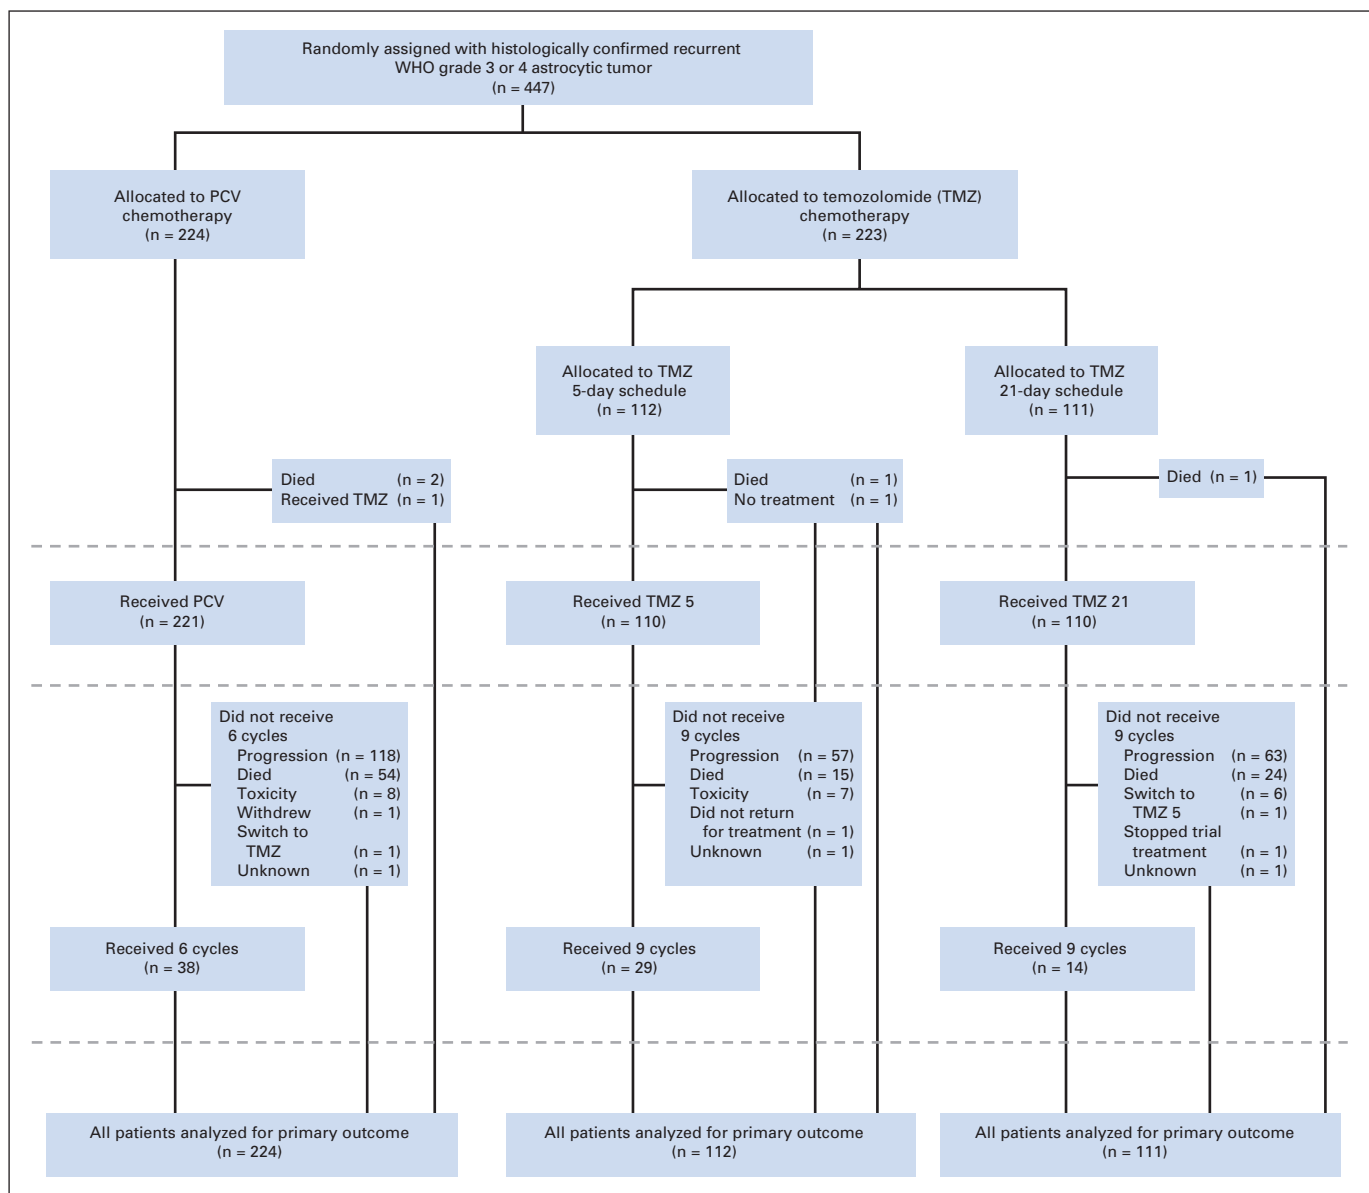 Randomly assigned with histologically confirmed recurrent
WHO grade 3 or 4 astrocytic tumor
(n = 447)
Allocated to PCV
chemotherapy
(n = 224)
Allocated to temozolomide (TMZ)
chemotherapy
(n = 223)
Allocated to TMZ
5-day schedule
(n = 112)
Allocated to TMZ
21-day schedule
(n = 111)
Died (n = 2)
Received TMZ (n = 1)
Died (n = 1)
No treatment (n = 1)
Died (n = 1)
Received PCV
(n = 221)
Received TMZ 5
(n = 110)
Received TMZ 21
(n = 110)
Did not receive
6 cycles
Progression (n = 118)
Died (n = 54)
Toxicity (n = 8)
Withdrew (n = 1)
Switch to
TMZ (n = 1)
Unknown (n = 1)
Did not receive
9 cycles
Progression (n = 57)
Died (n = 15)
Toxicity (n = 7)
Did not return
for treatment (n = 1)
Unknown (n = 1)
Did not receive
9 cycles
Progression (n = 63)
Died (n = 24)
Switch to (n = 6)
TMZ 5 (n = 1)
Stopped trial
treatment (n = 1)
Unknown (n = 1)
Received 6 cycles
(n = 38)
Received 9 cycles
(n = 29)
Received 9 cycles
(n = 14)
All patients analyzed for primary outcome
(n = 224)
All patients analyzed for primary outcome
(n = 112)
All patients analyzed for primary outcome
(n = 111)